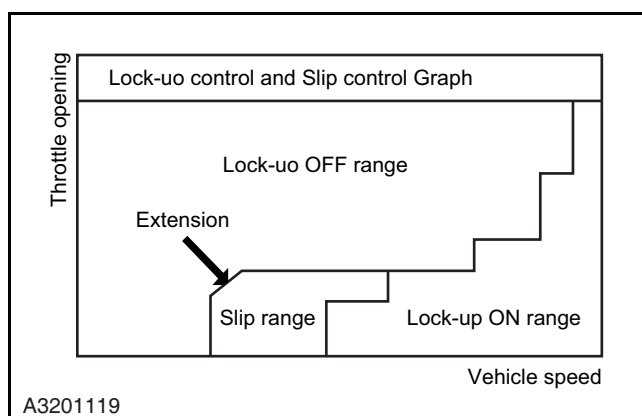 Lock-uo control and Slip control Graph
Throttle opening
Lock-uo OFF range
Extension
Slip range
Lock-up ON range
Vehicle speed
A3201119